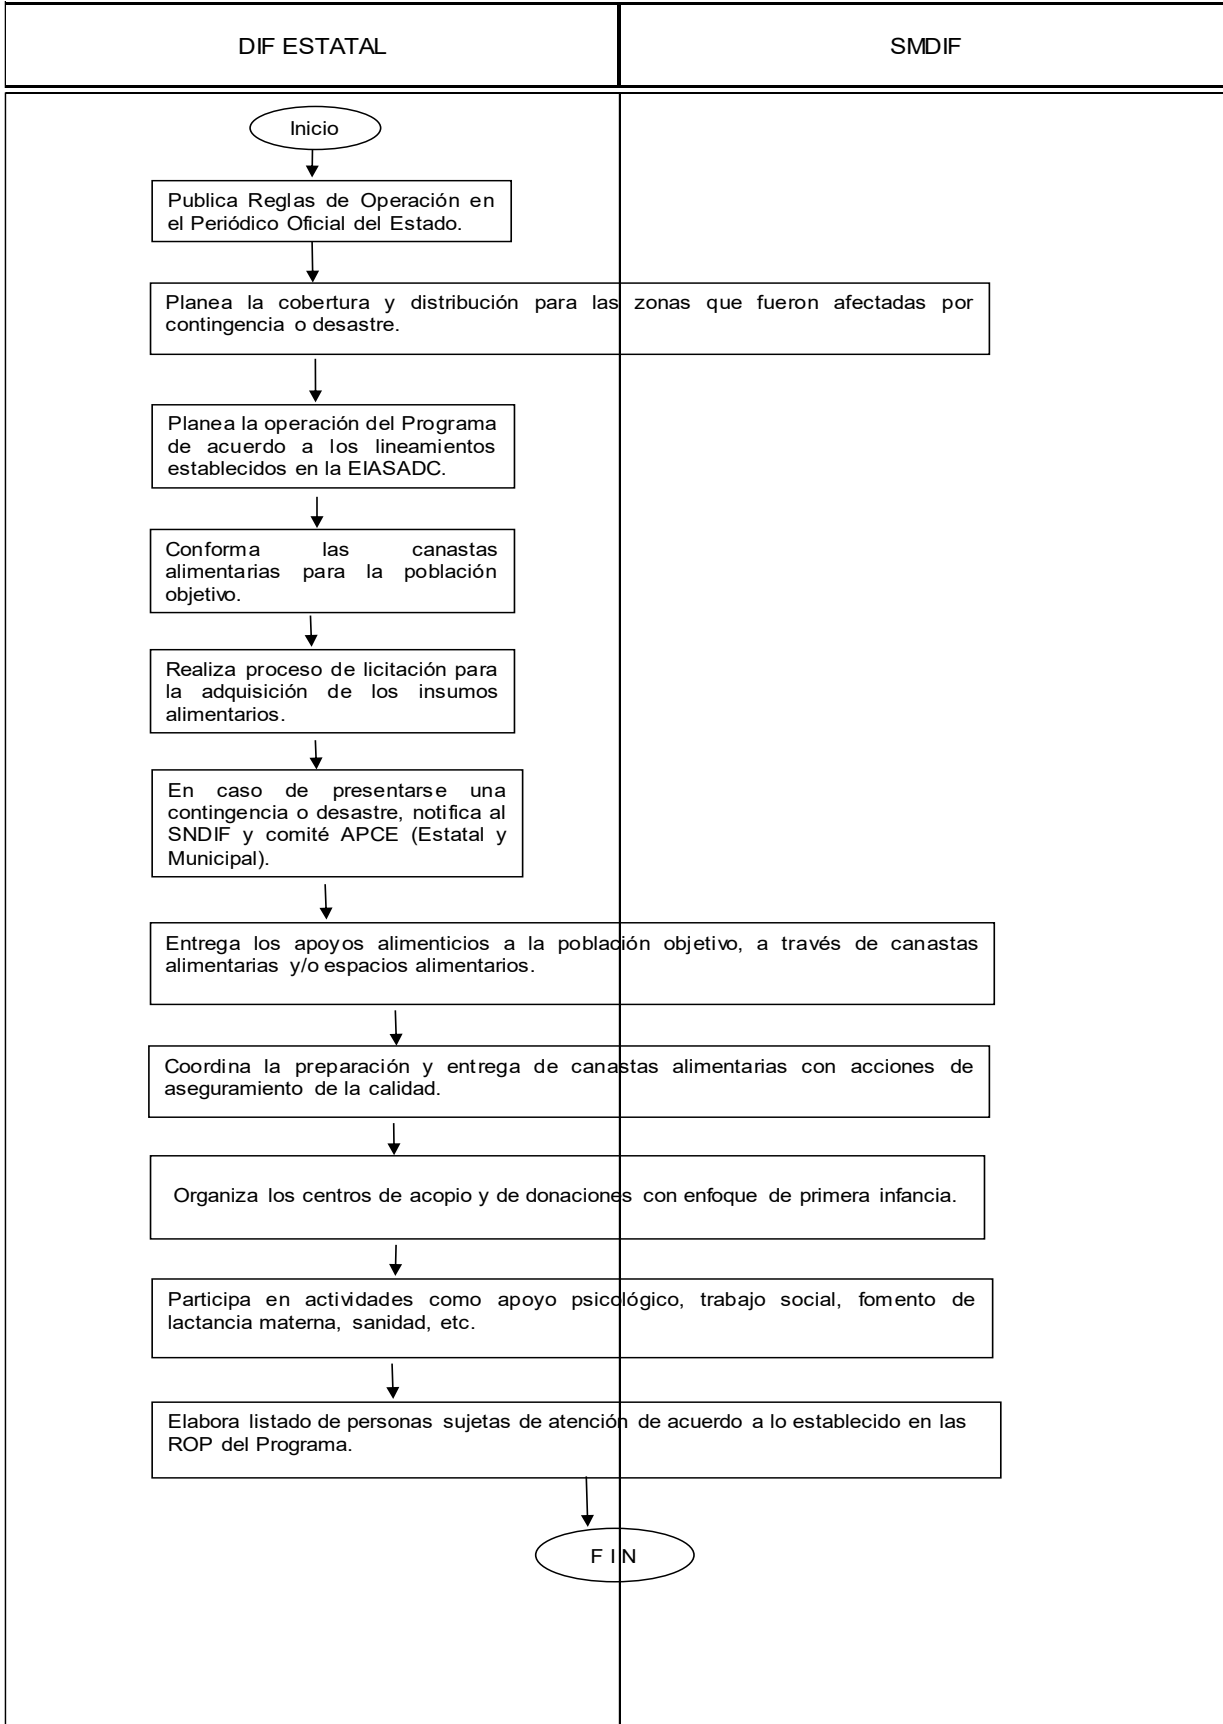 DIF ESTATAL
SMDIF
Inicio
Publica Reglas de Operación en
el Periódico Oficial del Estado.
Planea la cobertura y distribución para las zonas que fueron afectadas por
contingencia o desastre.
Planea la operación del Programa
de acuerdo a los lineamientos
establecidos en la EIASADC.
Conforma las canastas
alimentarias para la población
objetivo.
Realiza proceso de licitación para
la adquisición de los insumos
alimentarios.
En caso de presentarse una
contingencia o desastre, notifica al
SNDIF y comité APCE (Estatal y
Municipal).
Entrega los apoyos alimenticios a la población objetivo, a través de canastas
alimentarias y/o espacios alimentarios.
Coordina la preparación y entrega de canastas alimentarias con acciones de
aseguramiento de la calidad.
Organiza los centros de acopio y de donaciones con enfoque de primera infancia.
Participa en actividades como apoyo psicológico, trabajo social, fomento de
lactancia materna, sanidad, etc.
Elabora listado de personas sujetas de atención de acuerdo a lo establecido en las
ROP del Programa.
F I N